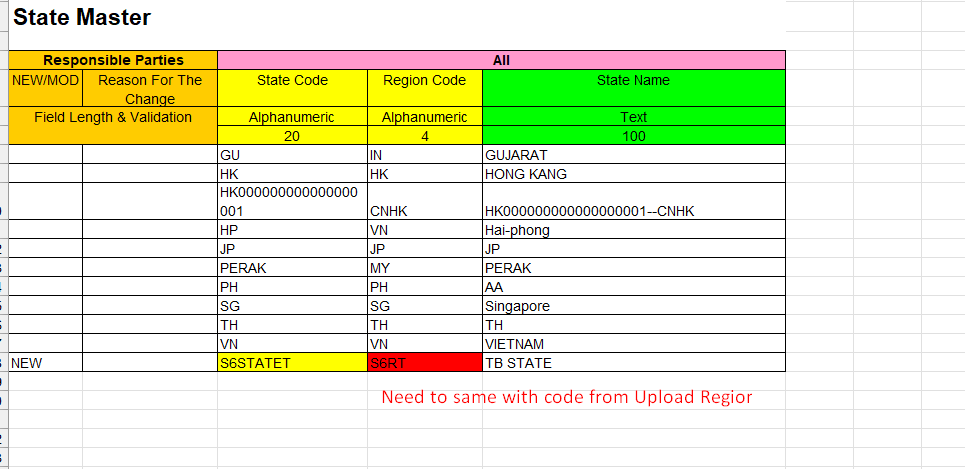 State Master
Responsible Parties All
NEW/MOD Reason For The Change State Code Region Code State Name
Field Length & Validation Alphanumeric Alphanumeric Text
20 4 100
GU IN GUJARAT
HK HK HONG KANG
HK000000000000000
001 CNHK HK000000000000000001--CNHK
HP VN Hai-phong
JP JP JP
PERAK MY PERAK
PH PH AA
SG SG Singapore
TH TH TH
VN VN VIETNAM
NEW S6STATET S6RT TB STATE
Need to same with code from Upload Regior